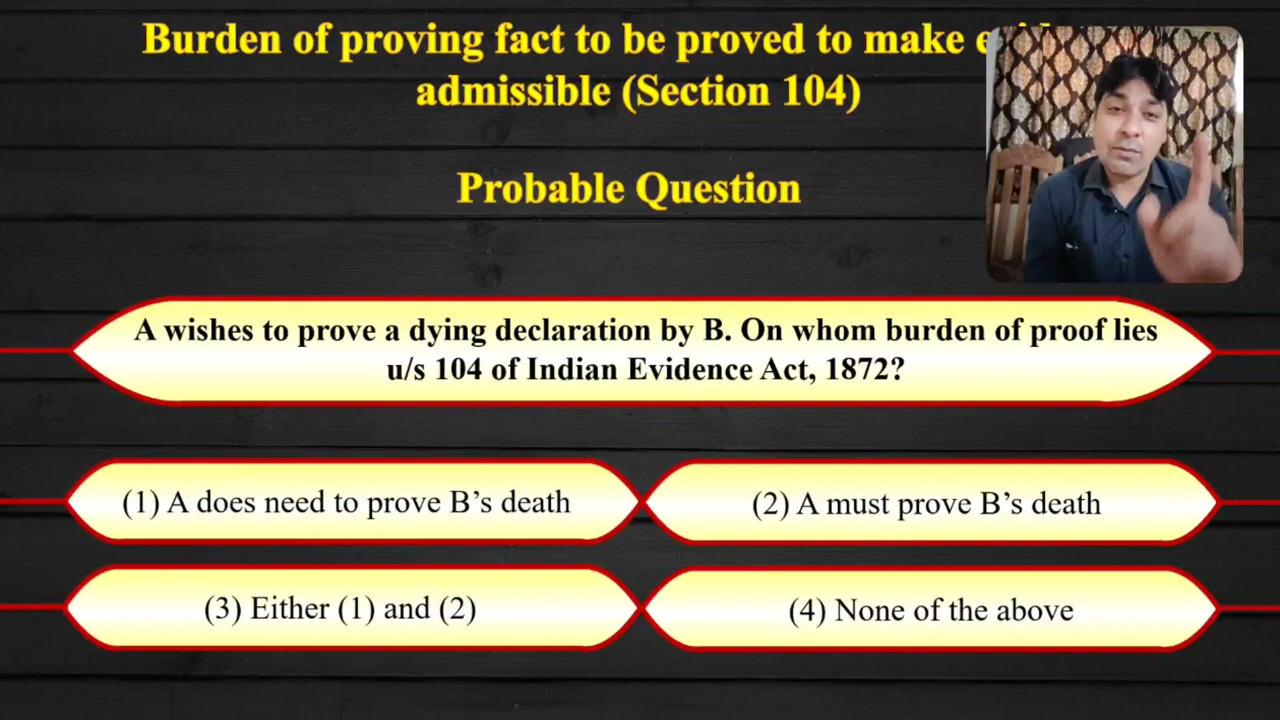 Burden of proving fact to be proved to make
admissible (Section 104)
Probable Question
A wishes to prove a dying declaration by B. On whom burden of proof lies
u/s 104 of Indian Evidence Act, 1872?
(1) A does need to prove B’s death
(2) A must prove B’s death
(3) Either (1) and (2)
(4) None of the above